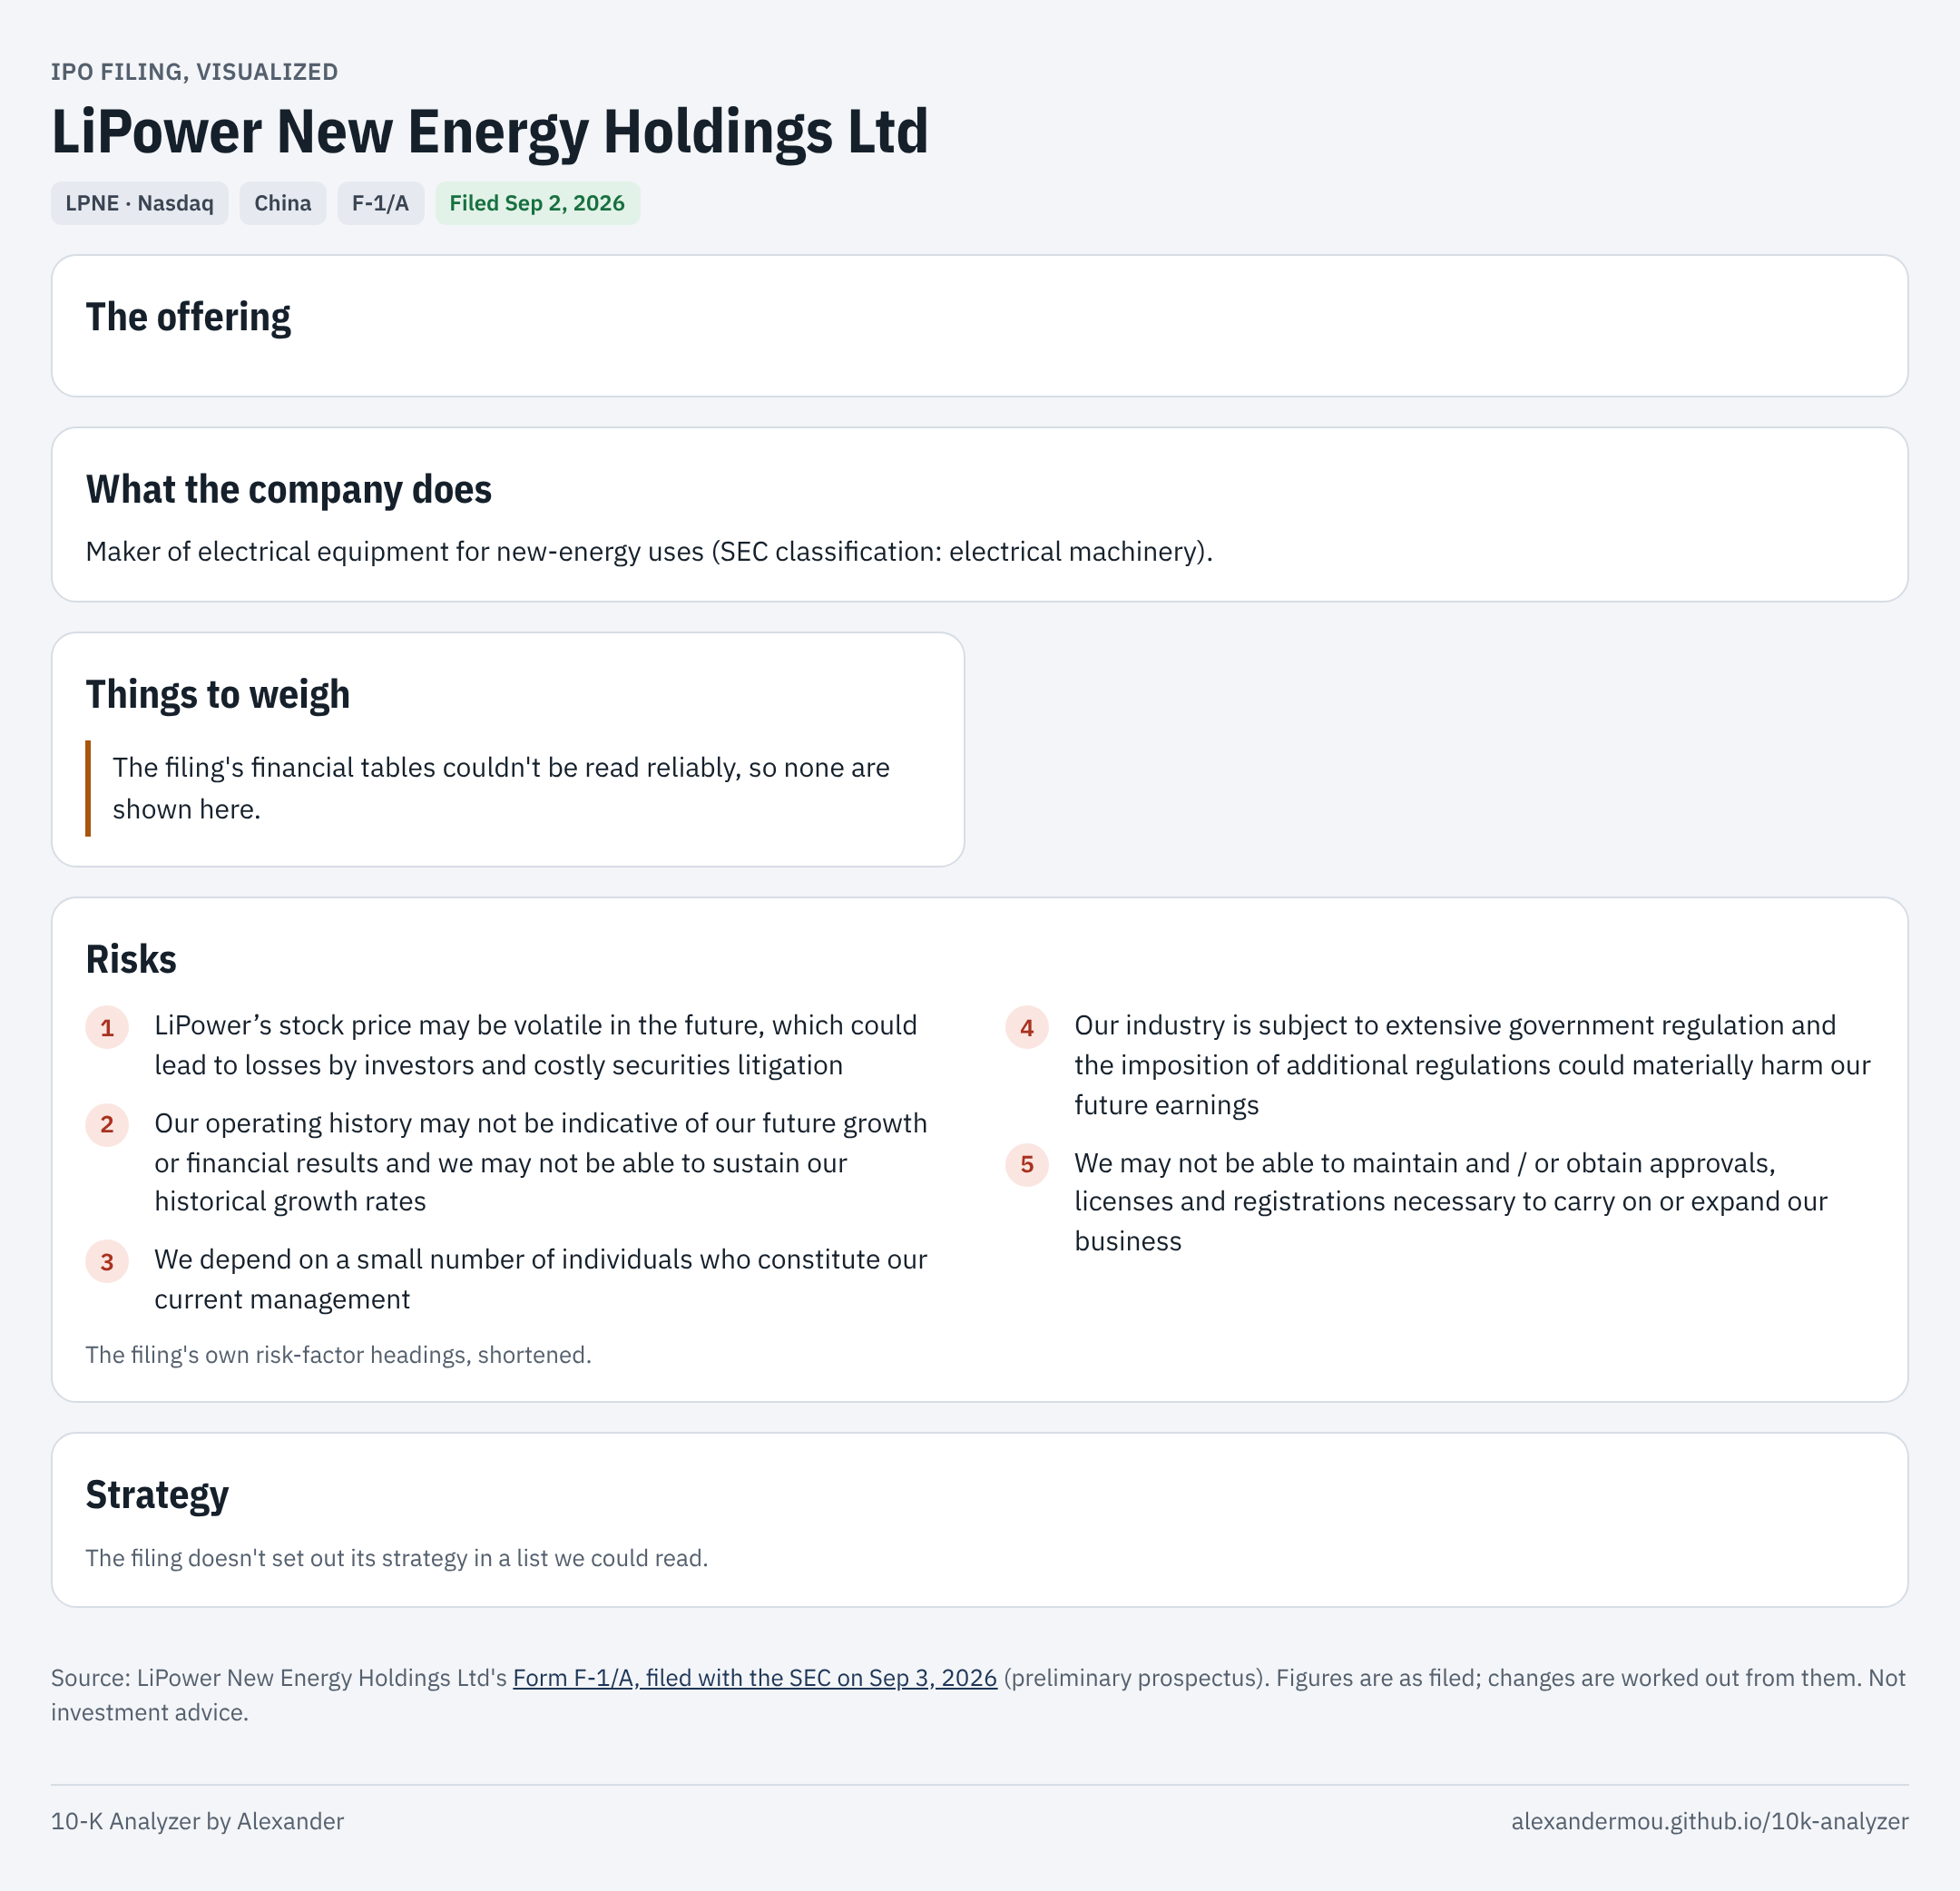 IPO FILING, VISUALIZED
LiPower New Energy Holdings Ltd
LPNE · Nasdaq
China
F-1/A
Filed Sep 2, 2026
The offering
What the company does
Maker of electrical equipment for new-energy uses (SEC classification: electrical machinery).
Things to weigh
The filing's financial tables couldn't be read reliably, so none are
shown here.
Risks
1
LiPower’s stock price may be volatile in the future, which could
lead to losses by investors and costly securities litigation
2
Our operating history may not be indicative of our future growth
or financial results and we may not be able to sustain our
historical growth rates
3
We depend on a small number of individuals who constitute our
current management
4
Our industry is subject to extensive government regulation and
the imposition of additional regulations could materially harm our
future earnings
5
We may not be able to maintain and / or obtain approvals,
licenses and registrations necessary to carry on or expand our
business
The filing's own risk-factor headings, shortened.
Strategy
The filing doesn't set out its strategy in a list we could read.
Source: LiPower New Energy Holdings Ltd's Form F-1/A, filed with the SEC on Sep 3, 2026 (preliminary prospectus). Figures are as filed; changes are worked out from them. Not
investment advice.
10-K Analyzer by Alexander
alexandermou.github.io/10k-analyzer